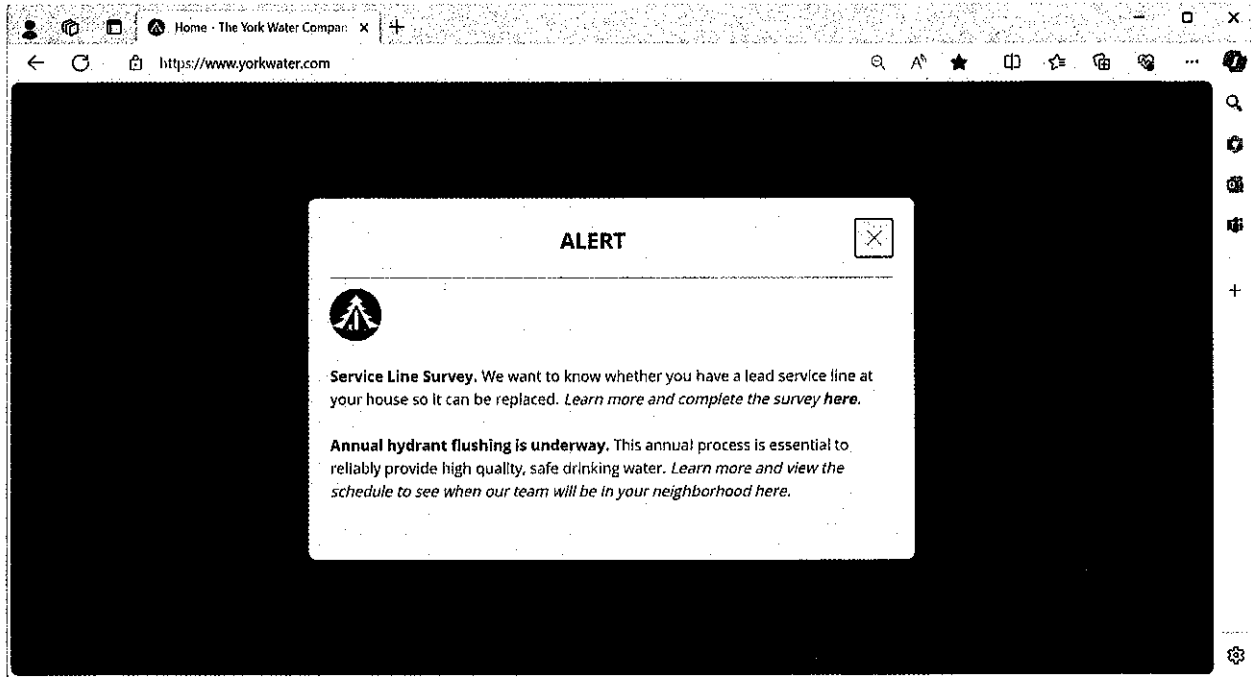 Home - The York Water Compan
https://www.yorkwater.com
ALERT
Service Line Survey. We want to know whether you have a lead service line at
your house so it can be replaced. Learn more and complete the survey here.
Annual hydrant flushing is underway. This annual process is essential to
reliably provide high quality, safe drinking water. Learn more and view the
schedule to see when our team will be in your neighborhood here.